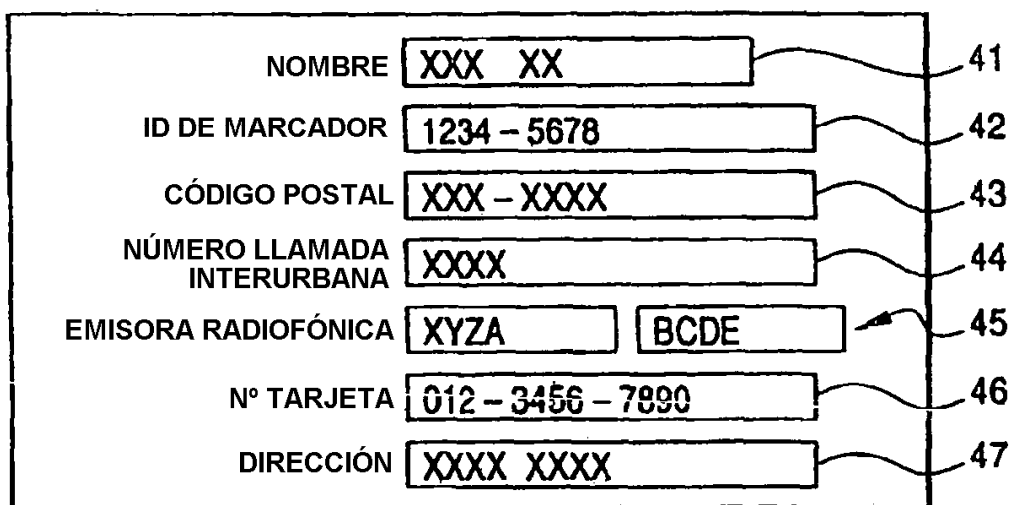 NOMBRE XXX XX 41
ID DE MARCADOR 1234 – 5678 42
CÓDIGO POSTAL XXX – XXXX 43
NÚMERO LLAMADA
INTERURBANA XXXX 44
EMISORA RADIOFÓNICA XYZA BCDE 45
Nº TARJETA 012 – 3456 – 7890 46
DIRECCIÓN XXXX XXXX 47